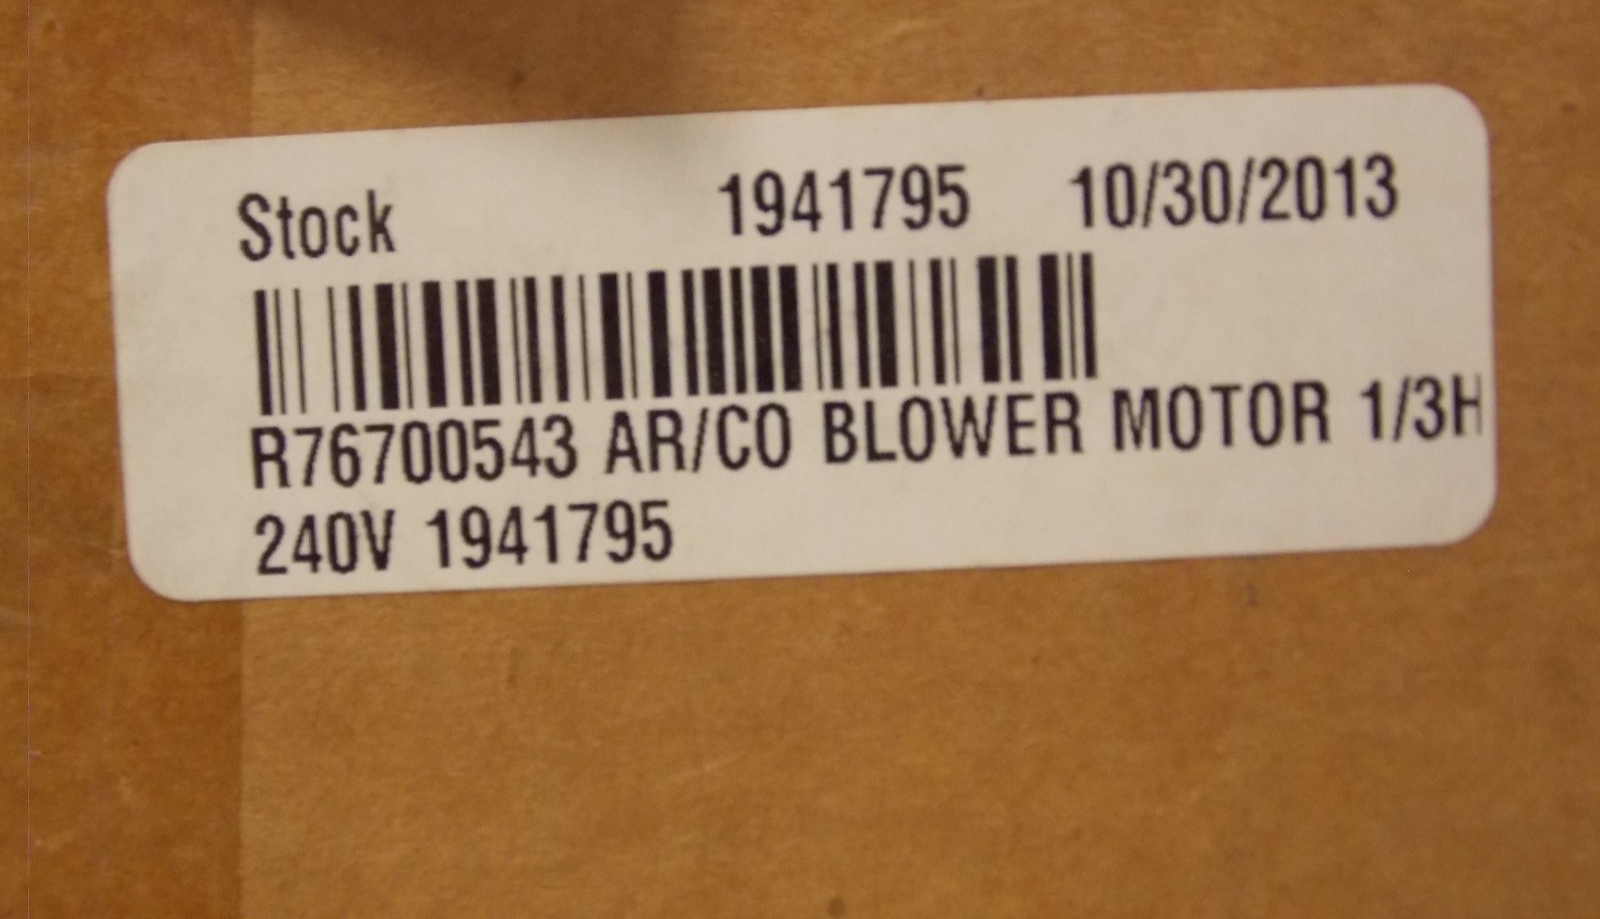 Stock 1941795 10/30/2013
R76700543 AR/CO BLOWER MOTOR 1/3H
240V 1941795